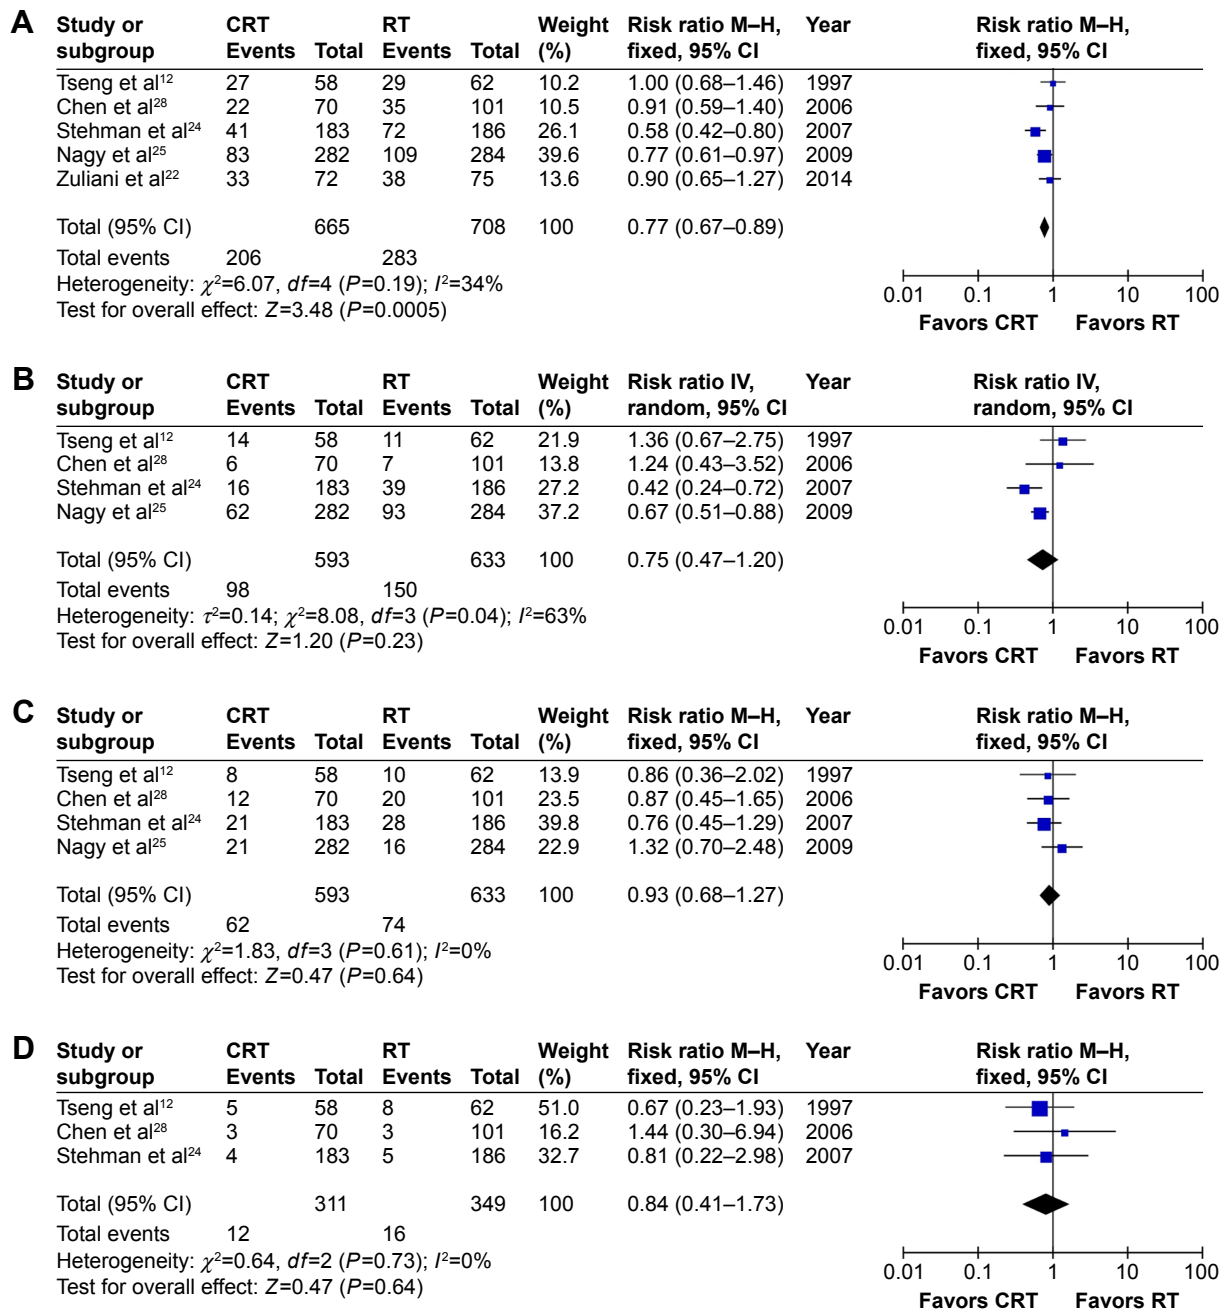 A Study or CRT RT Weight Risk ratio M–H, Year Risk ratio M–H,
subgroup Events Total Events Total (%) fixed, 95% CI fixed, 95% CI
Tseng et al12 27 58 29 62 10.2 1.00 (0.68–1.46) 1997
Chen et al28 22 70 35 101 10.5 0.91 (0.59–1.40) 2006
Stehman et al24 41 183 72 186 26.1 0.58 (0.42–0.80) 2007
Nagy et al25 83 282 109 284 39.6 0.77 (0.61–0.97) 2009
Zuliani et al22 33 72 38 75 13.6 0.90 (0.65–1.27) 2014
Total (95% CI) 665 708 100 0.77 (0.67–0.89)
Total events 206 283
Heterogeneity: χ2=6.07, df=4 (P=0.19); I2=34%
Test for overall effect: Z=3.48 (P=0.0005)
0.01 0.1 1 10 100
Favors CRT Favors RT
B Study or CRT RT Weight Risk ratio IV, Year Risk ratio IV,
subgroup Events Total Events Total (%) random, 95% CI random, 95% CI
Tseng et al12 14 58 11 62 21.9 1.36 (0.67–2.75) 1997
Chen et al28 6 70 7 101 13.8 1.24 (0.43–3.52) 2006
Stehman et al24 16 183 39 186 27.2 0.42 (0.24–0.72) 2007
Nagy et al25 62 282 93 284 37.2 0.67 (0.51–0.88) 2009
Total (95% CI) 593 633 100 0.75 (0.47–1.20)
Total events 98 150
Heterogeneity: τ2=0.14; χ2=8.08, df=3 (P=0.04); I2=63%
Test for overall effect: Z=1.20 (P=0.23)
0.01 0.1 1 10 100
Favors CRT Favors RT
C Study or CRT RT Weight Risk ratio M–H, Year Risk ratio M–H,
subgroup Events Total Events Total (%) fixed, 95% CI fixed, 95% CI
Tseng et al12 8 58 10 62 13.9 0.86 (0.36–2.02) 1997
Chen et al28 12 70 20 101 23.5 0.87 (0.45–1.65) 2006
Stehman et al24 21 183 28 186 39.8 0.76 (0.45–1.29) 2007
Nagy et al25 21 282 16 284 22.9 1.32 (0.70–2.48) 2009
Total (95% CI) 593 633 100 0.93 (0.68–1.27)
Total events 62 74
Heterogeneity: χ2=1.83, df=3 (P=0.61); I2=0%
Test for overall effect: Z=0.47 (P=0.64)
0.01 0.1 1 10 100
Favors CRT Favors RT
D Study or CRT RT Weight Risk ratio M–H, Year Risk ratio M–H,
subgroup Events Total Events Total (%) fixed, 95% CI fixed, 95% CI
Tseng et al12 5 58 8 62 51.0 0.67 (0.23–1.93) 1997
Chen et al28 3 70 3 101 16.2 1.44 (0.30–6.94) 2006
Stehman et al24 4 183 5 186 32.7 0.81 (0.22–2.98) 2007
Total (95% CI) 311 349 100 0.84 (0.41–1.73)
Total events 12 16
Heterogeneity: χ2=0.64, df=2 (P=0.73); I2=0%
Test for overall effect: Z=0.47 (P=0.64)
0.01 0.1 1 10 100
Favors CRT Favors RT